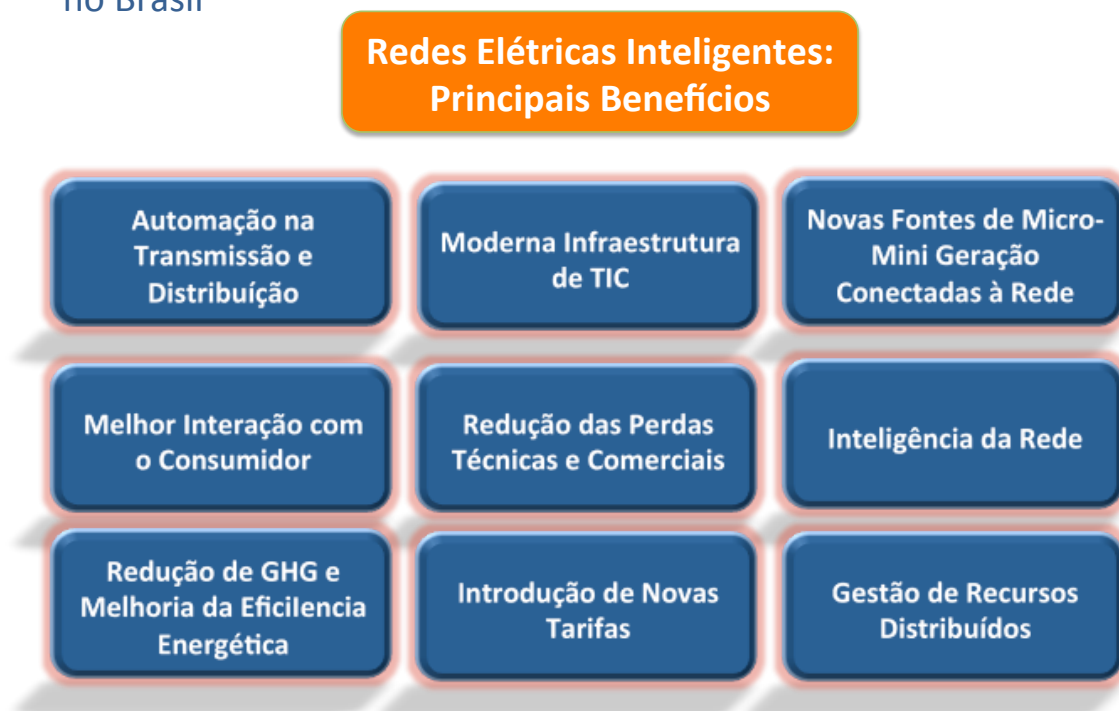 no Brasil
Redes Elétricas Inteligentes:
Principais Benefícios
Automação na
Transmissão e
Distribuíção
Moderna Infraestrutura
de TIC
Novas Fontes de Micro-
Mini Geração
Conectadas à Rede
Melhor Interação com
o Consumidor
Redução das Perdas
Técnicas e Comerciais
Inteligência da Rede
Redução de GHG e
Melhoria da Eficilencia
Energética
Introdução de Novas
Tarifas
Gestão de Recursos
Distribuídos